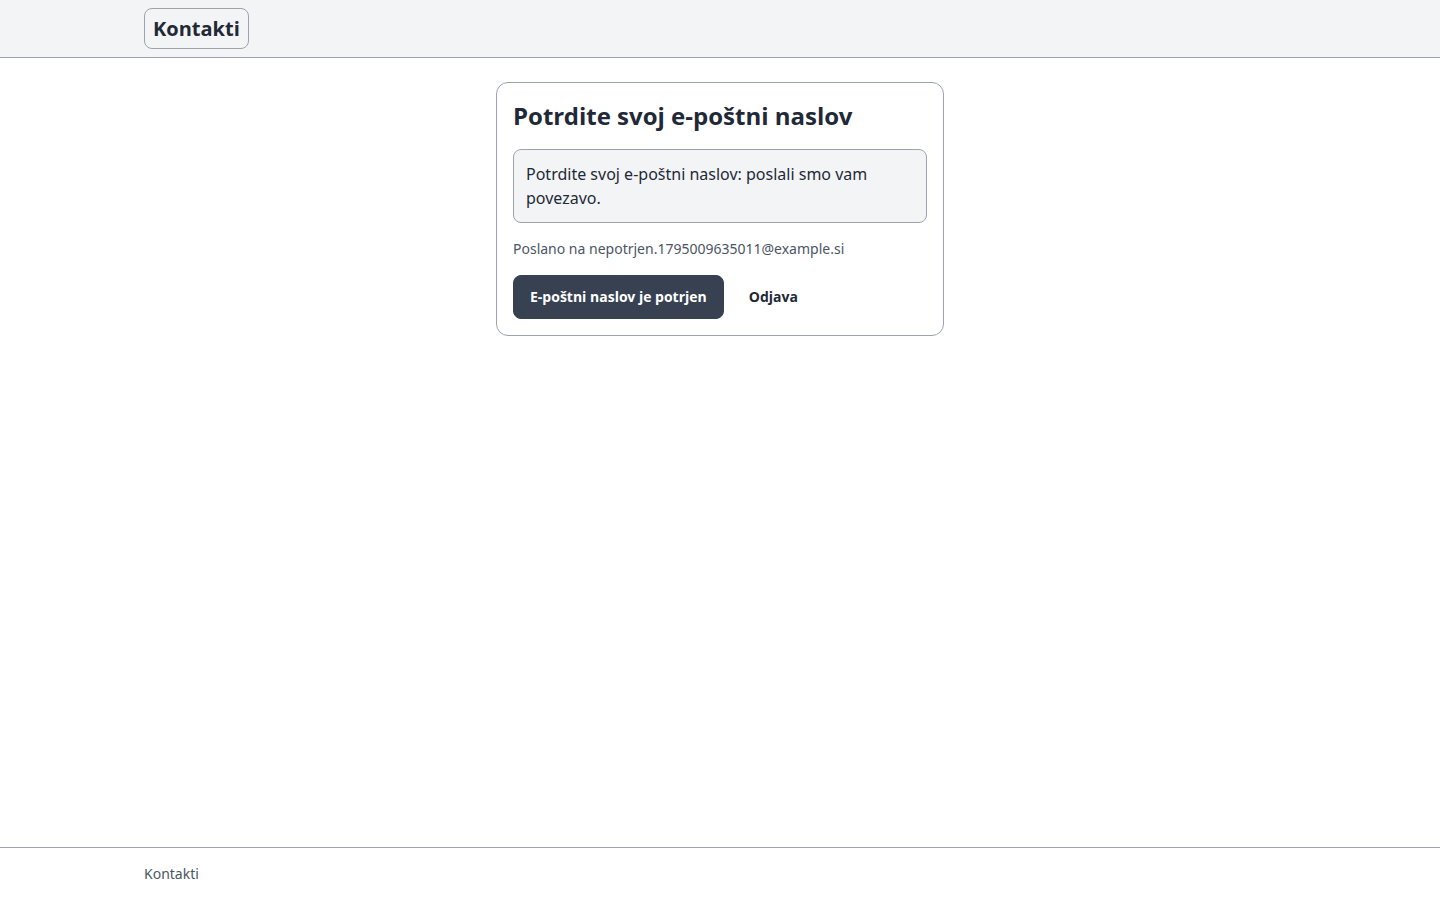 Kontakti
Potrdite svoj e-poštni naslov
Potrdite svoj e-poštni naslov: poslali smo vam
povezavo.
Poslano na nepotrjen.1795009635011@example.si
E-poštni naslov je potrjen
Odjava
Kontakti